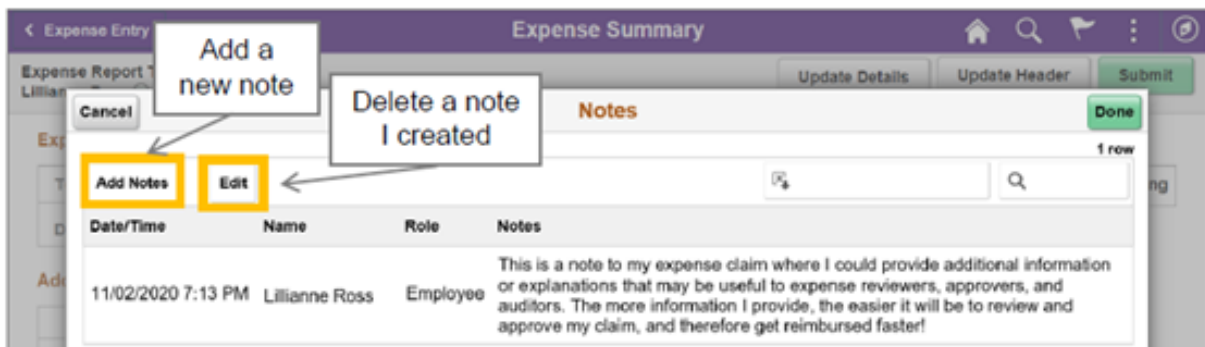 Expense Entry
Expense Summary
Add a
new note
Expense Report T
Update Details
Update Header
Submit
Lillian
Delete a note
I created
Cancel
Notes
Done
Exp
1 row
Add Notes
Edit
T
ng
Date/Time
Name
Role
Notes
D
This is a note to my expense claim where I could provide additional information
or explanations that may be useful to expense reviewers, approvers, and
auditors. The more information I provide, the easier it will be to review and
approve my claim, and therefore get reimbursed faster!
Add
11/02/2020 7:13 PM
Lillianne Ross
Employee